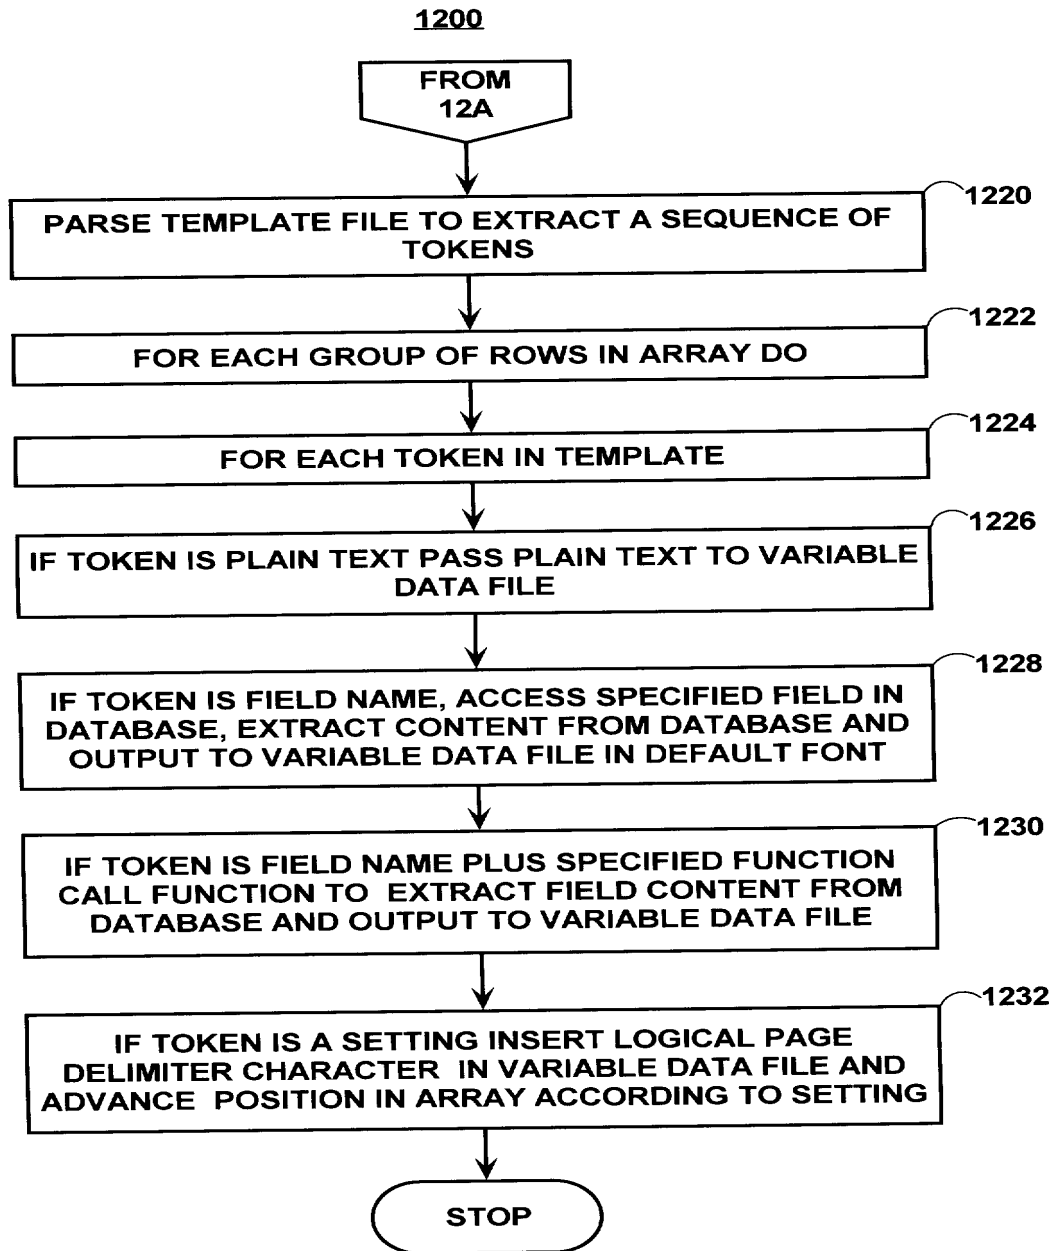 1200
FROM
12A
1220
PARSE TEMPLATE FILE TO EXTRACT A SEQUENCE OF
TOKENS
1222
FOR EACH GROUP OF ROWS IN ARRAY DO
1224
FOR EACH TOKEN IN TEMPLATE
1226
IF TOKEN IS PLAIN TEXT PASS PLAIN TEXT TO VARIABLE
DATA FILE
1228
IF TOKEN IS FIELD NAME, ACCESS SPECIFIED FIELD IN
DATABASE, EXTRACT CONTENT FROM DATABASE AND
OUTPUT TO VARIABLE DATA FILE IN DEFAULT FONT
1230
IF TOKEN IS FIELD NAME PLUS SPECIFIED FUNCTION
CALL FUNCTION TO EXTRACT FIELD CONTENT FROM
DATABASE AND OUTPUT TO VARIABLE DATA FILE
1232
IF TOKEN IS A SETTING INSERT LOGICAL PAGE
DELIMITER CHARACTER IN VARIABLE DATA FILE AND
ADVANCE POSITION IN ARRAY ACCORDING TO SETTING
STOP